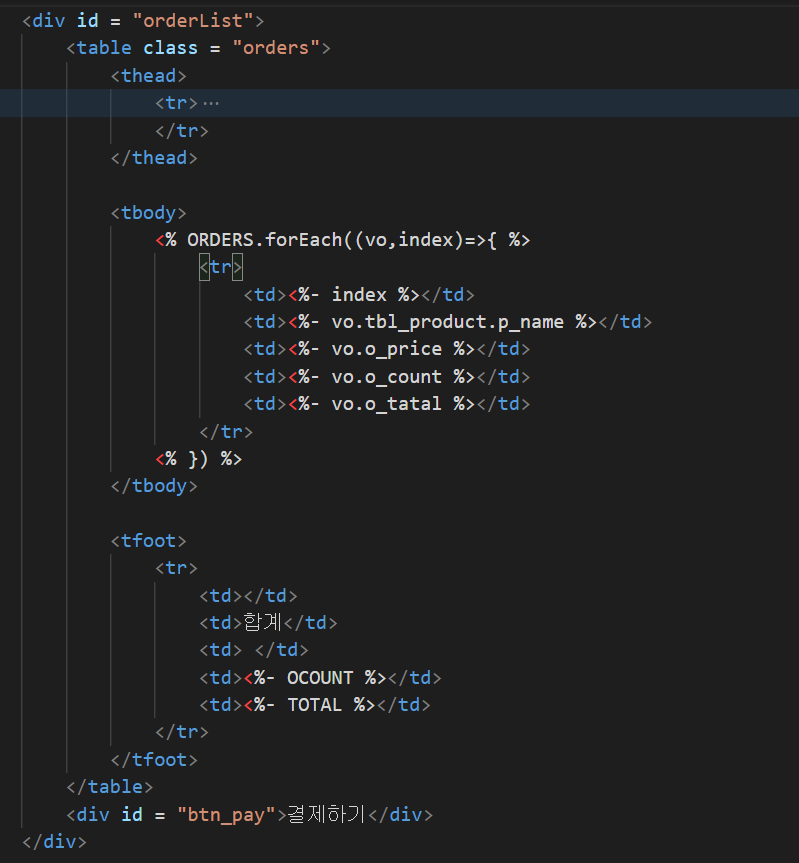 <div id = "orderList">
<table class = "orders">
<thead>
<tr>···
</tr>
</thead>
<tbody>
<% ORDERS.forEach((vo,index)=>{ %>
<tr>
<td><%- index %></td>
<td><%- vo.tbl_product.p_name %></td>
<td><%- vo.o_price %></td>
<td><%- vo.o_count %></td>
<td><%- vo.o_tatal %></td>
</tr>
<% }) %>
</tbody>
<tfoot>
<tr>
<td></td>
<td>합계</td>
<td> </td>
<td><%- OCOUNT %></td>
<td><%- TOTAL %></td>
</tr>
</tfoot>
</table>
<div id = "btn_pay">결제하기</div>
</div>